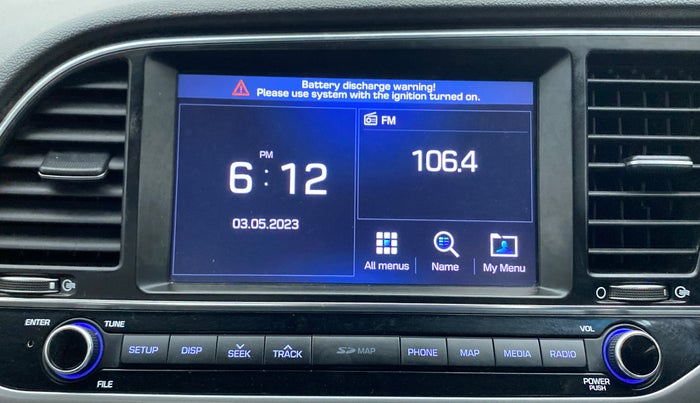 Battery discharge warning!
Please use system with the ignition turned on.
PM
6:12
03.05.2023
FM
106.4
All menus
Name
My Menu
ENTER
TUNE
FILE
SETUP
DISP
SEEK
TRACK
SD MAP
PHONE
MAP
MEDIA
RADIO
VOL
POWER
PUSH